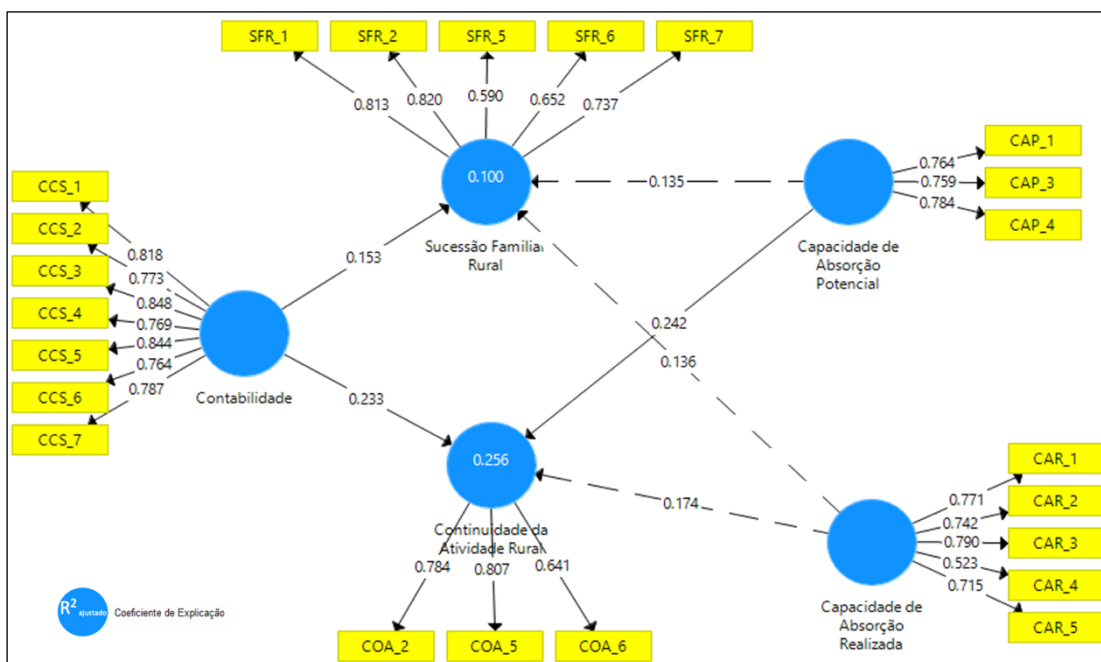 SFR_1
SFR_2
SFR_5
SFR_6
SFR_7
0.813
0.820
0.590
0.652
0.737
0.100
Sucessão Familiar
Rural
0.135
CAP_1
CAP_3
CAP_4
0.764
0.759
0.784
Capacidade de
Absorção
Potencial
CCS_1
CCS_2
CCS_3
CCS_4
CCS_5
CCS_6
CCS_7
0.818
0.773
0.848
0.769
0.844
0.764
0.787
Contabilidade
0.153
0.233
0.242
0.136
0.174
0.256
Continuidade da
Atividade Rural
0.784
0.807
0.641
COA_2
COA_5
COA_6
CAR_1
CAR_2
CAR_3
CAR_4
CAR_5
0.771
0.742
0.790
0.523
0.715
Capacidade de
Absorção
Realizada
R² ajustado
Coeficiente de Explicação